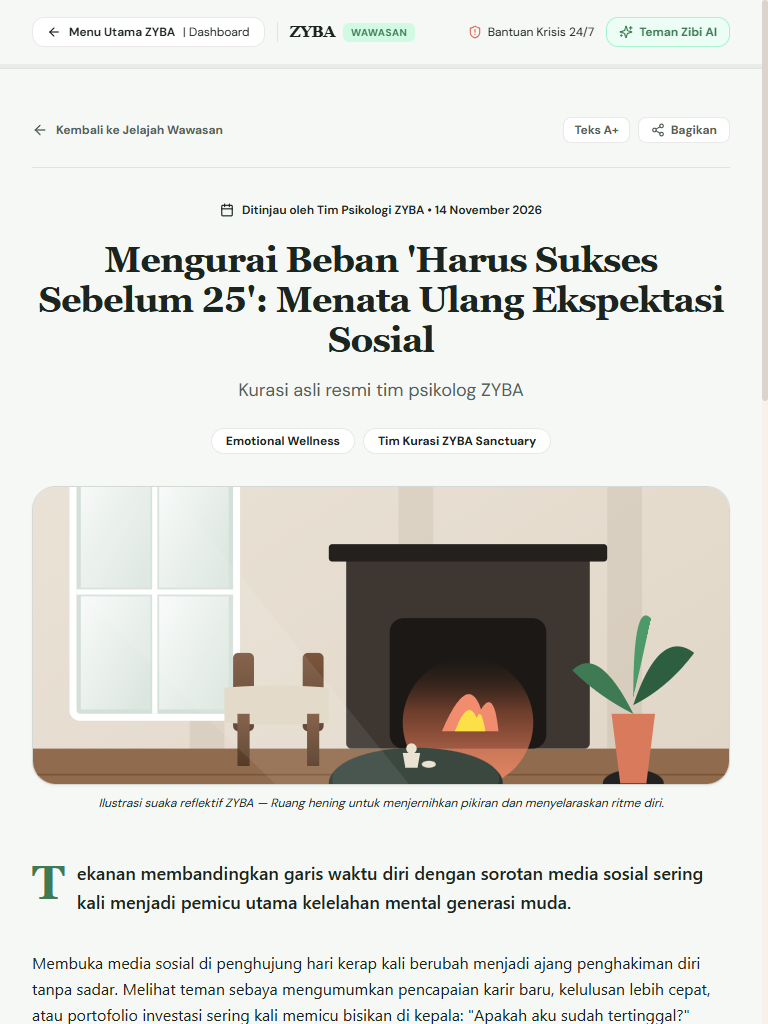 Menu Utama ZYBA | Dashboard
ZYBA
WAWASAN
Bantuan Krisis 24/7
Teman Zibi AI
Kembali ke Jelajah Wawasan
Teks A+
Bagikan
Ditinjau oleh Tim Psikologi ZYBA • 14 November 2026
Mengurai Beban 'Harus Sukses
Sebelum 25': Menata Ulang Ekspektasi
Sosial
Kurasi asli resmi tim psikolog ZYBA
Emotional Wellness
Tim Kurasi ZYBA Sanctuary
Ilustrasi suaka reflektif ZYBA — Ruang hening untuk menjernihkan pikiran dan menyelaraskan ritme diri.
Tekanan membandingkan garis waktu diri dengan sorotan media sosial sering
kali menjadi pemicu utama kelelahan mental generasi muda.
Membuka media sosial di penghujung hari kerap kali berubah menjadi ajang penghakiman diri
tanpa sadar. Melihat teman sebaya mengumumkan pencapaian karir baru, kelulusan lebih cepat,
atau portofolio investasi sering kali memicu bisikan di kepala: "Apakah aku sudah tertinggal?"